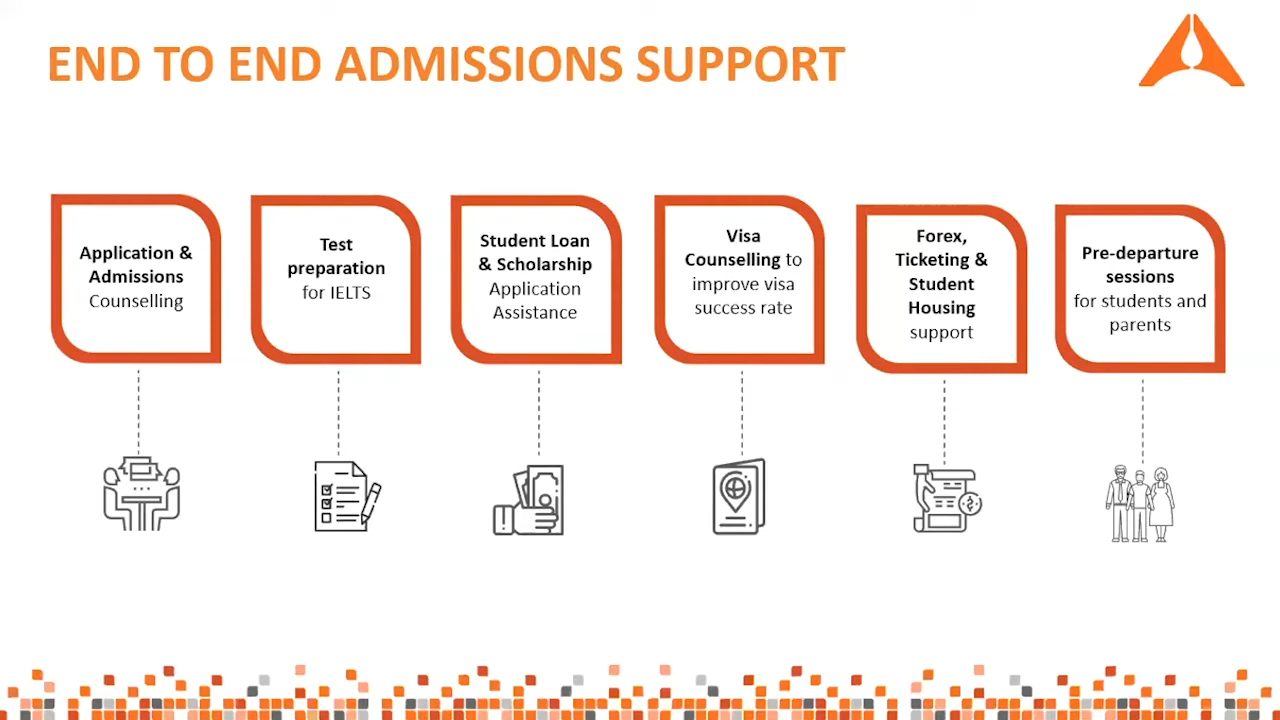 END TO END ADMISSIONS SUPPORT
Application &
Admissions
Counselling
Test
preparation
for IELTS
Student Loan
& Scholarship
Application
Assistance
Visa
Counselling to
improve visa
success rate
Forex,
Ticketing &
Student
Housing
support
Pre-departure
sessions
for students and
parents